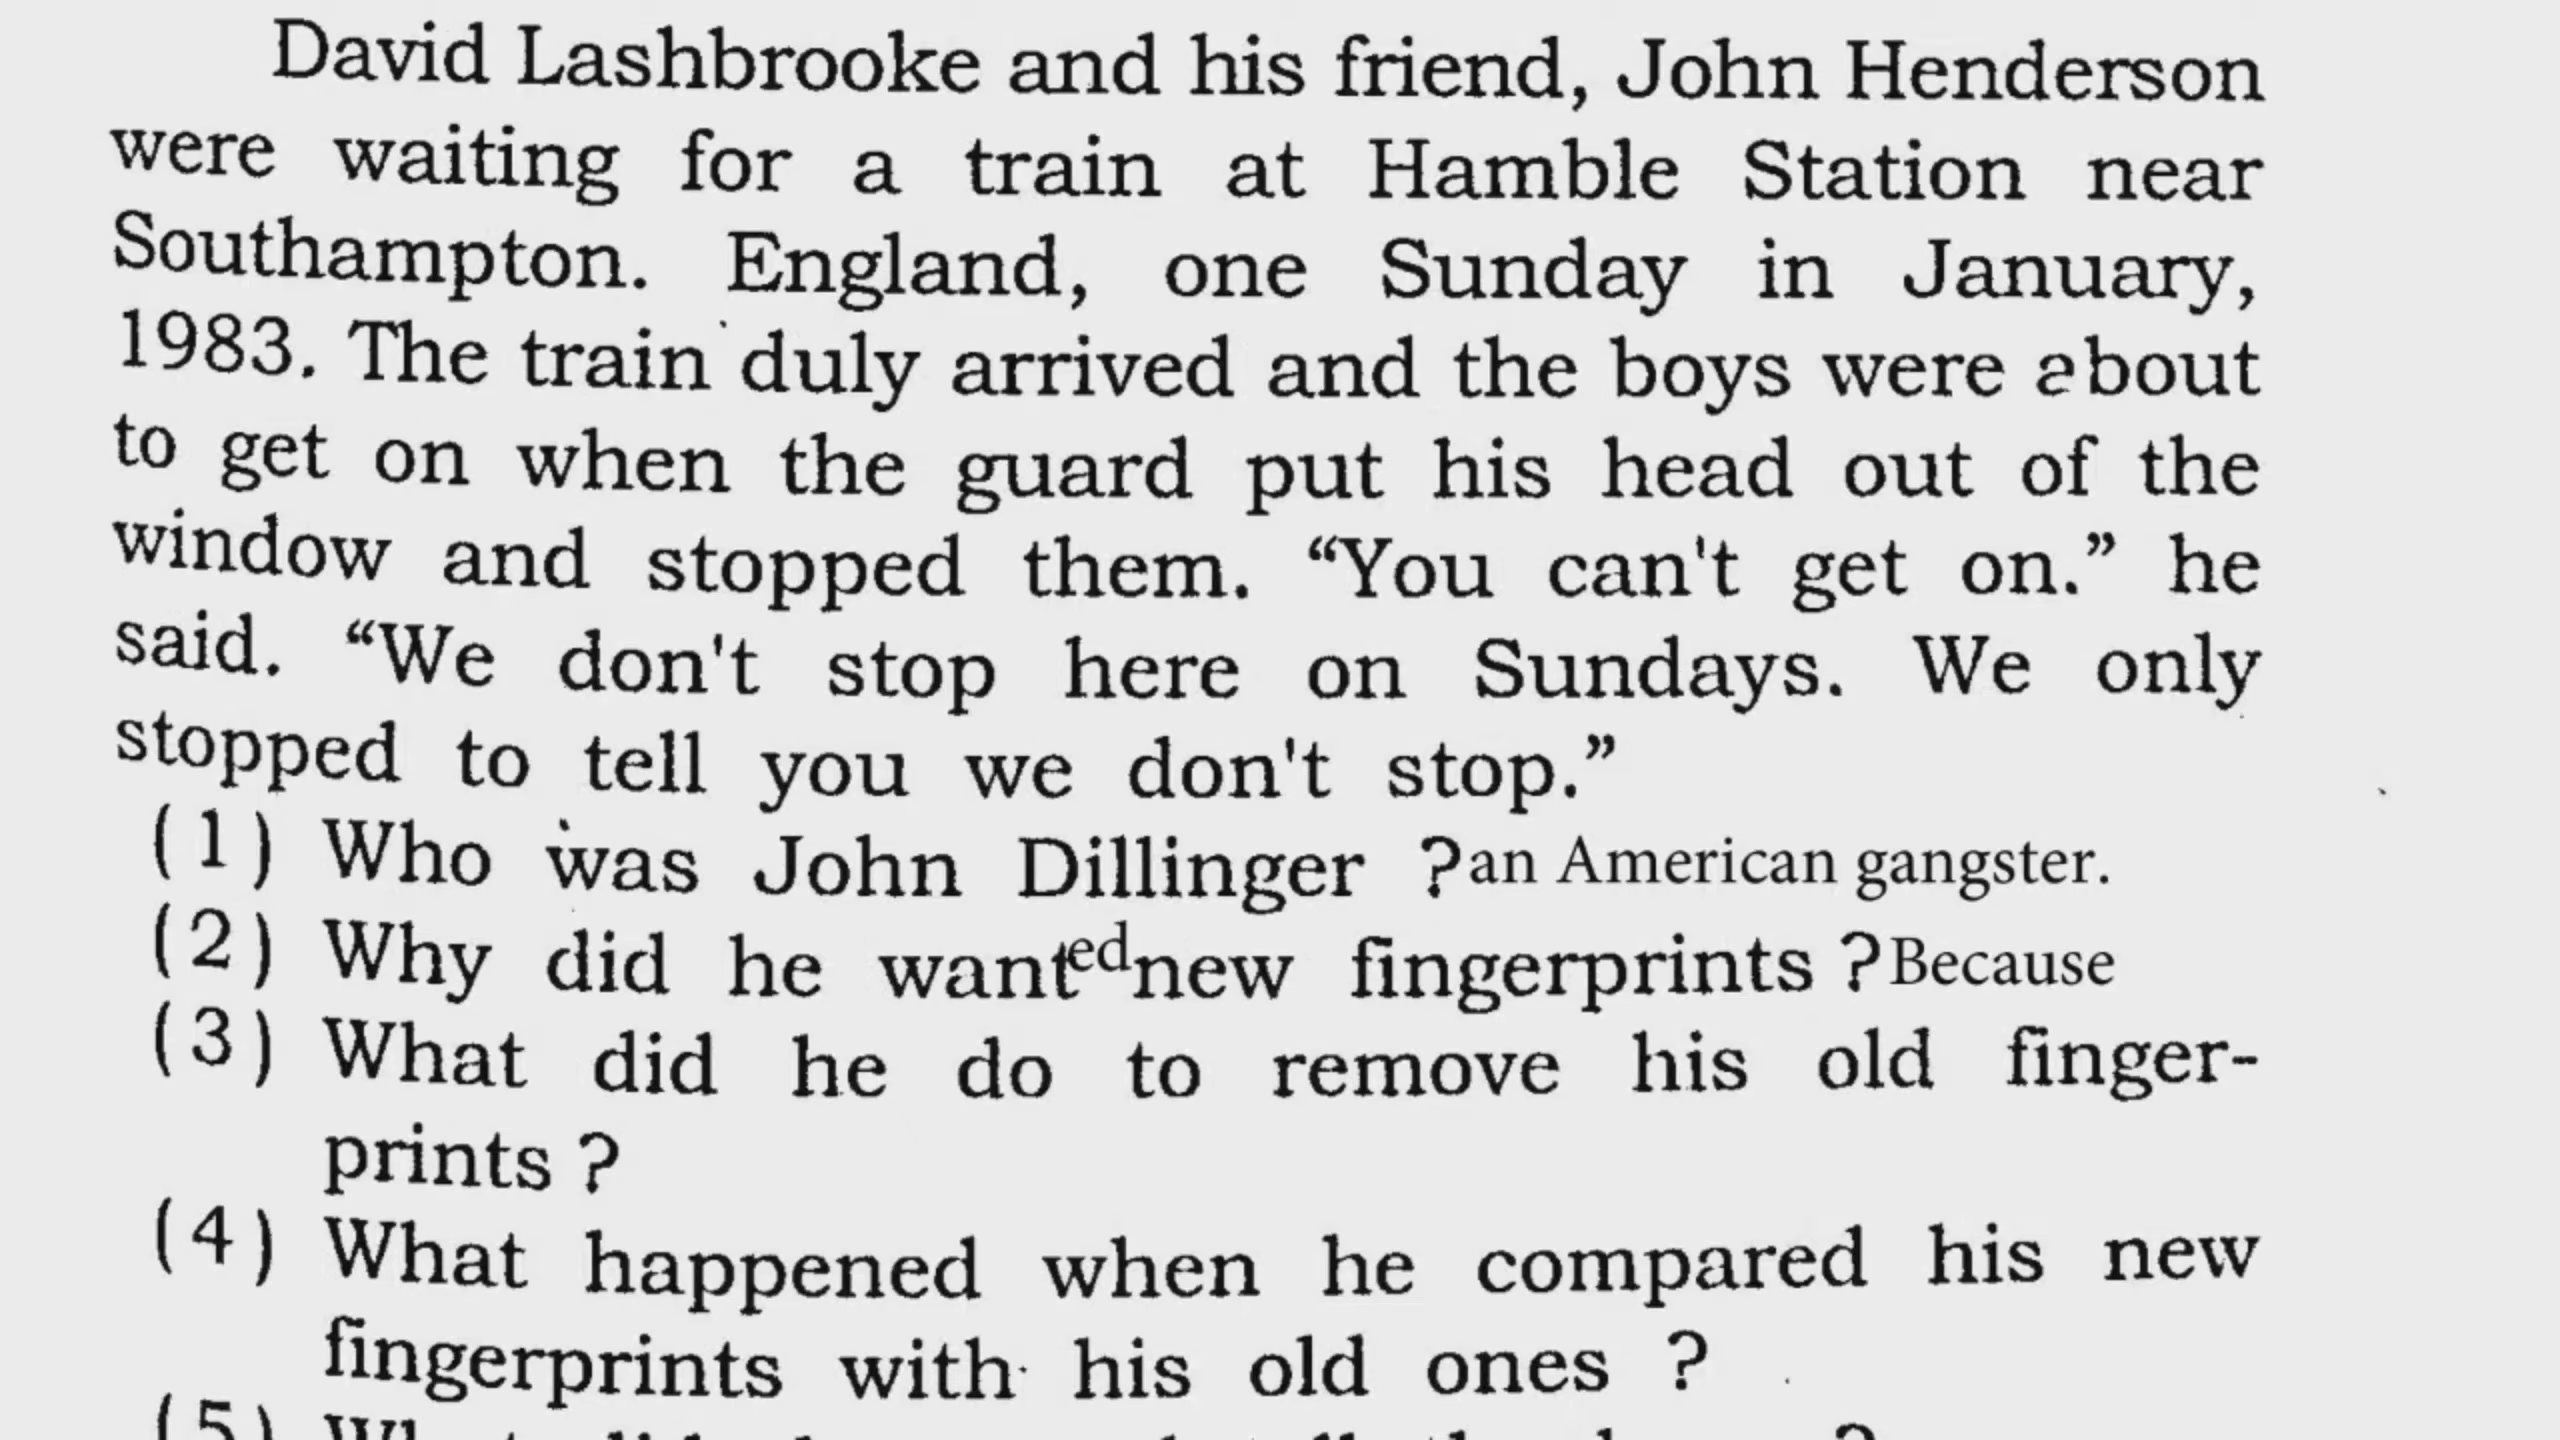 David Lashbrooke and his friend, John Henderson
were waiting for a train at Hamble Station near
Southampton. England, one Sunday in January,
1983. The train duly arrived and the boys were about
to get on when the guard put his head out of the
window and stopped them. “You can't get on.” he
said. “We don't stop here on Sundays. We only
stopped to tell you we don't stop.”
(1) Who was John Dillinger ? an American gangster.
(2) Why did he wanted new fingerprints ? Because
(3) What did he do to remove his old finger-
prints ?
(4) What happened when he compared his new
fingerprints with his old ones ?
(5)